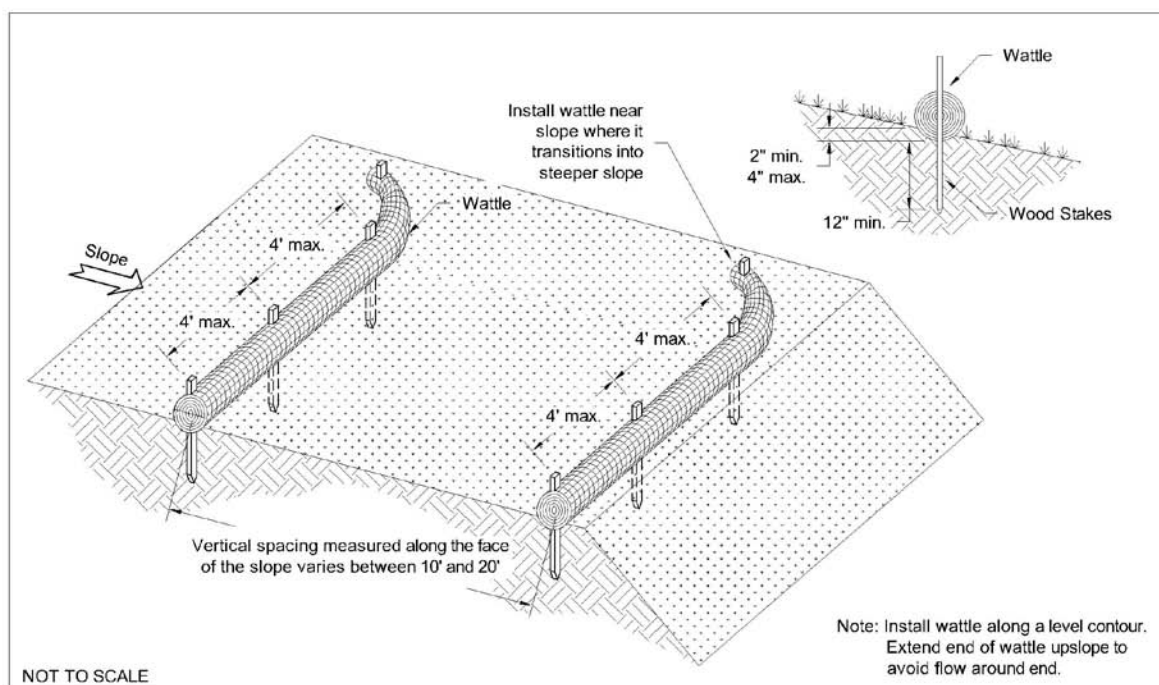 Wattle
Install wattle near
slope where it
transitions into
steeper slope
2" min.
4" max.
12" min.
Wood Stakes
Wattle
Slope
4' max.
4' max.
4' max.
4' max.
Vertical spacing measured along the face
of the slope varies between 10' and 20'
Note: Install wattle along a level contour.
Extend end of wattle upslope to
avoid flow around end.
NOT TO SCALE